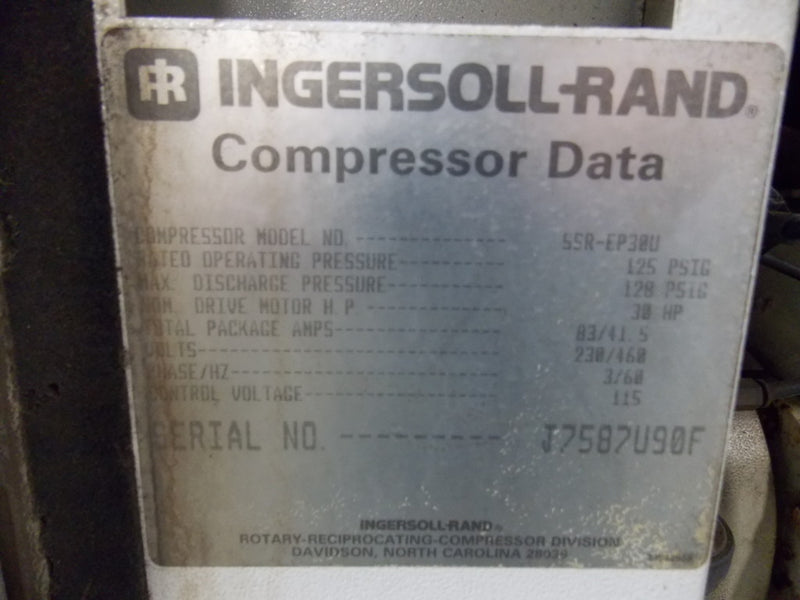 IR INGERSOLL-RAND®
Compressor Data
COMPRESSOR MODEL NO.--------------- SSR-EP30U
RATED OPERATING PRESSURE----------- 125 PSIG
MAX. DISCHARGE PRESSURE------------ 128 PSIG
NOM. DRIVE MOTOR H.P.-------------- 30 HP
TOTAL PACKAGE AMPS----------------- 83/41.5
VOLTS------------------------------ 230/460
PHASE/HZ--------------------------- 3/60
CONTROL VOLTAGE-------------------- 115
SERIAL NO. --------- J7587U90F
INGERSOLL-RAND®
ROTARY-RECIPROCATING-COMPRESSOR DIVISION
DAVIDSON, NORTH CAROLINA 28036